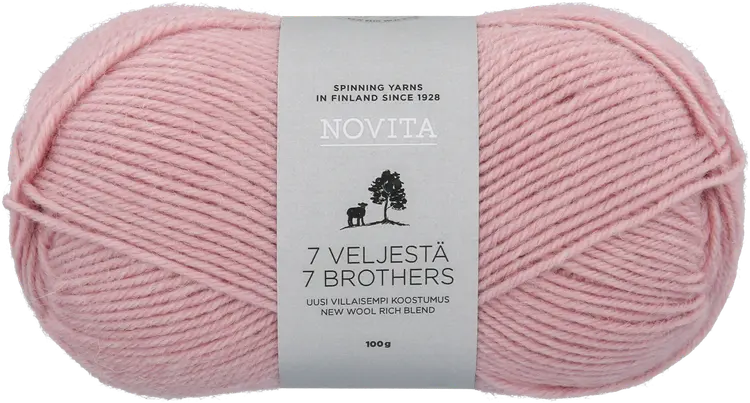 SPINNING YARNS
IN FINLAND SINCE 1928
NOVITA
7 VELJESTÄ
7 BROTHERS
UUSI VILLAISEMPI KOOSTUMUS
NEW WOOL RICH BLEND
100g